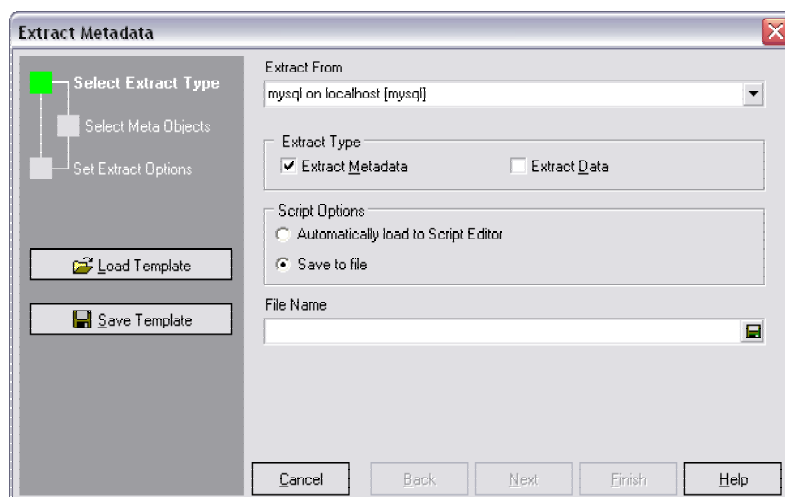 Extract Metadata
Select Extract Type
Select Meta Objects
Set Extract Options
Load Template
Save Template
Extract From
mysql on localhost [mysql]
Extract Type
Extract Metadata
Extract Data
Script Options
Automatically load to Script Editor
Save to file
File Name
Cancel
Back
Next
Finish
Help